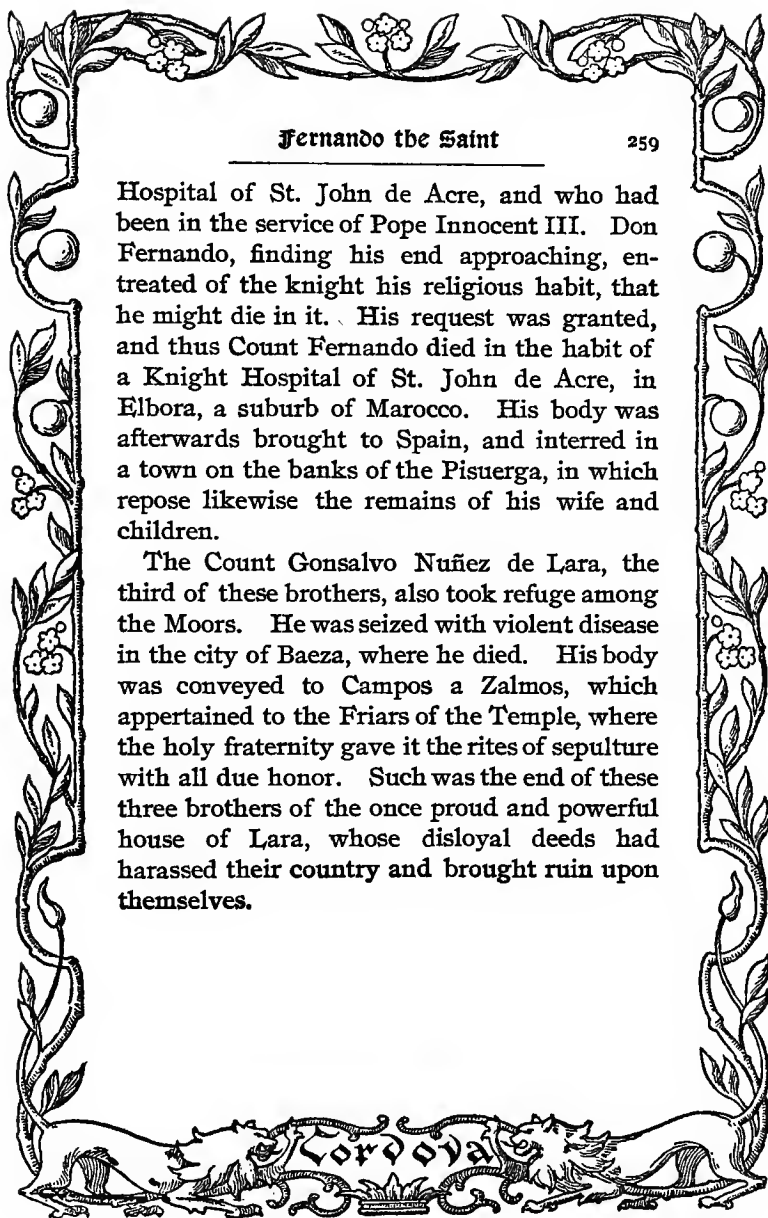 Fernando the Saint 259
Hospital of St. John de Acre, and who had
been in the service of Pope Innocent III. Don
Fernando, finding his end approaching, en-
treated of the knight his religious habit, that
he might die in it. His request was granted,
and thus Count Fernando died in the habit of
a Knight Hospital of St. John de Acre, in
Elbora, a suburb of Marocco. His body was
afterwards brought to Spain, and interred in
a town on the banks of the Pisuerga, in which
repose likewise the remains of his wife and
children.
The Count Gonsalvo Nuñez de Lara, the
third of these brothers, also took refuge among
the Moors. He was seized with violent disease
in the city of Baeza, where he died. His body
was conveyed to Campos a Zalmos, which
appertained to the Friars of the Temple, where
the holy fraternity gave it the rites of sepulture
with all due honor. Such was the end of these
three brothers of the once proud and powerful
house of Lara, whose disloyal deeds had
harassed their country and brought ruin upon
themselves.
Cordova